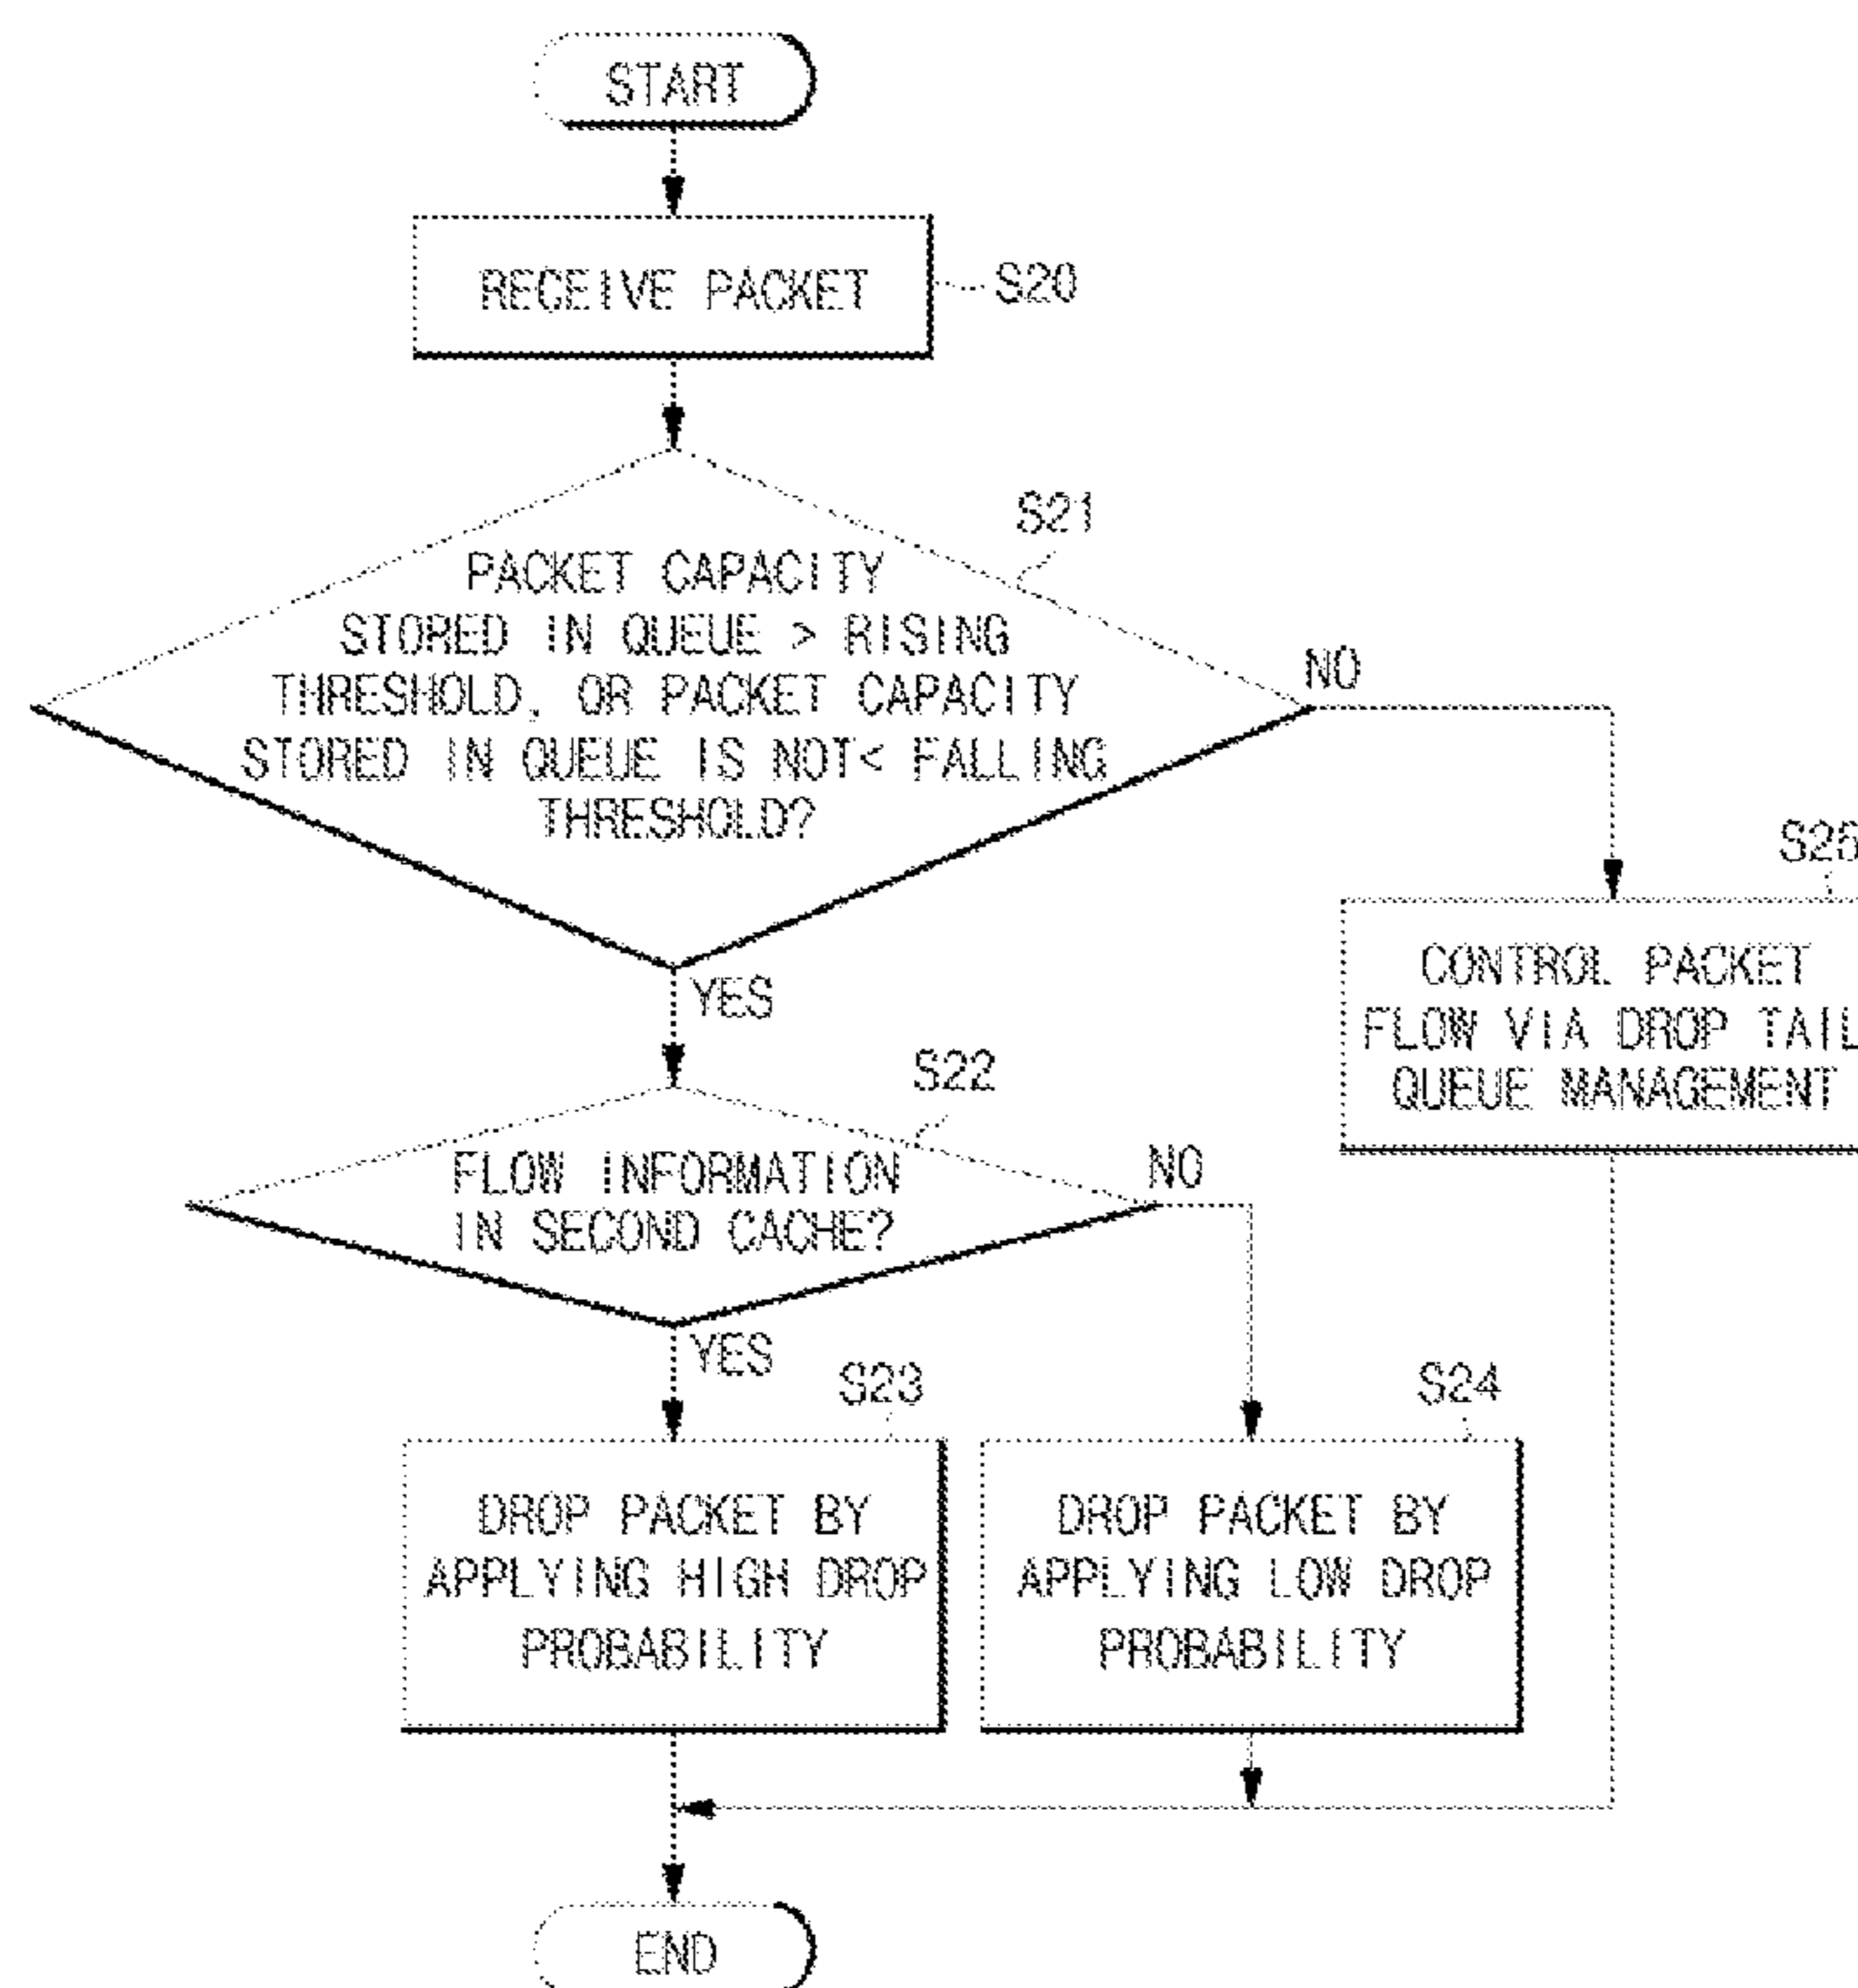 START
RECEIVE PACKET
S20
S21
PACKET CAPACITY
STORED IN QUEUE > RISING
THRESHOLD, OR PACKET CAPACITY
STORED IN QUEUE IS NOT< FALLING
THRESHOLD?
NO
YES
S25
CONTROL PACKET
FLOW VIA DROP TAIL
QUEUE MANAGEMENT
S22
FLOW INFORMATION
IN SECOND CACHE?
NO
YES
S23
DROP PACKET BY
APPLYING HIGH DROP
PROBABILITY
S24
DROP PACKET BY
APPLYING LOW DROP
PROBABILITY
END